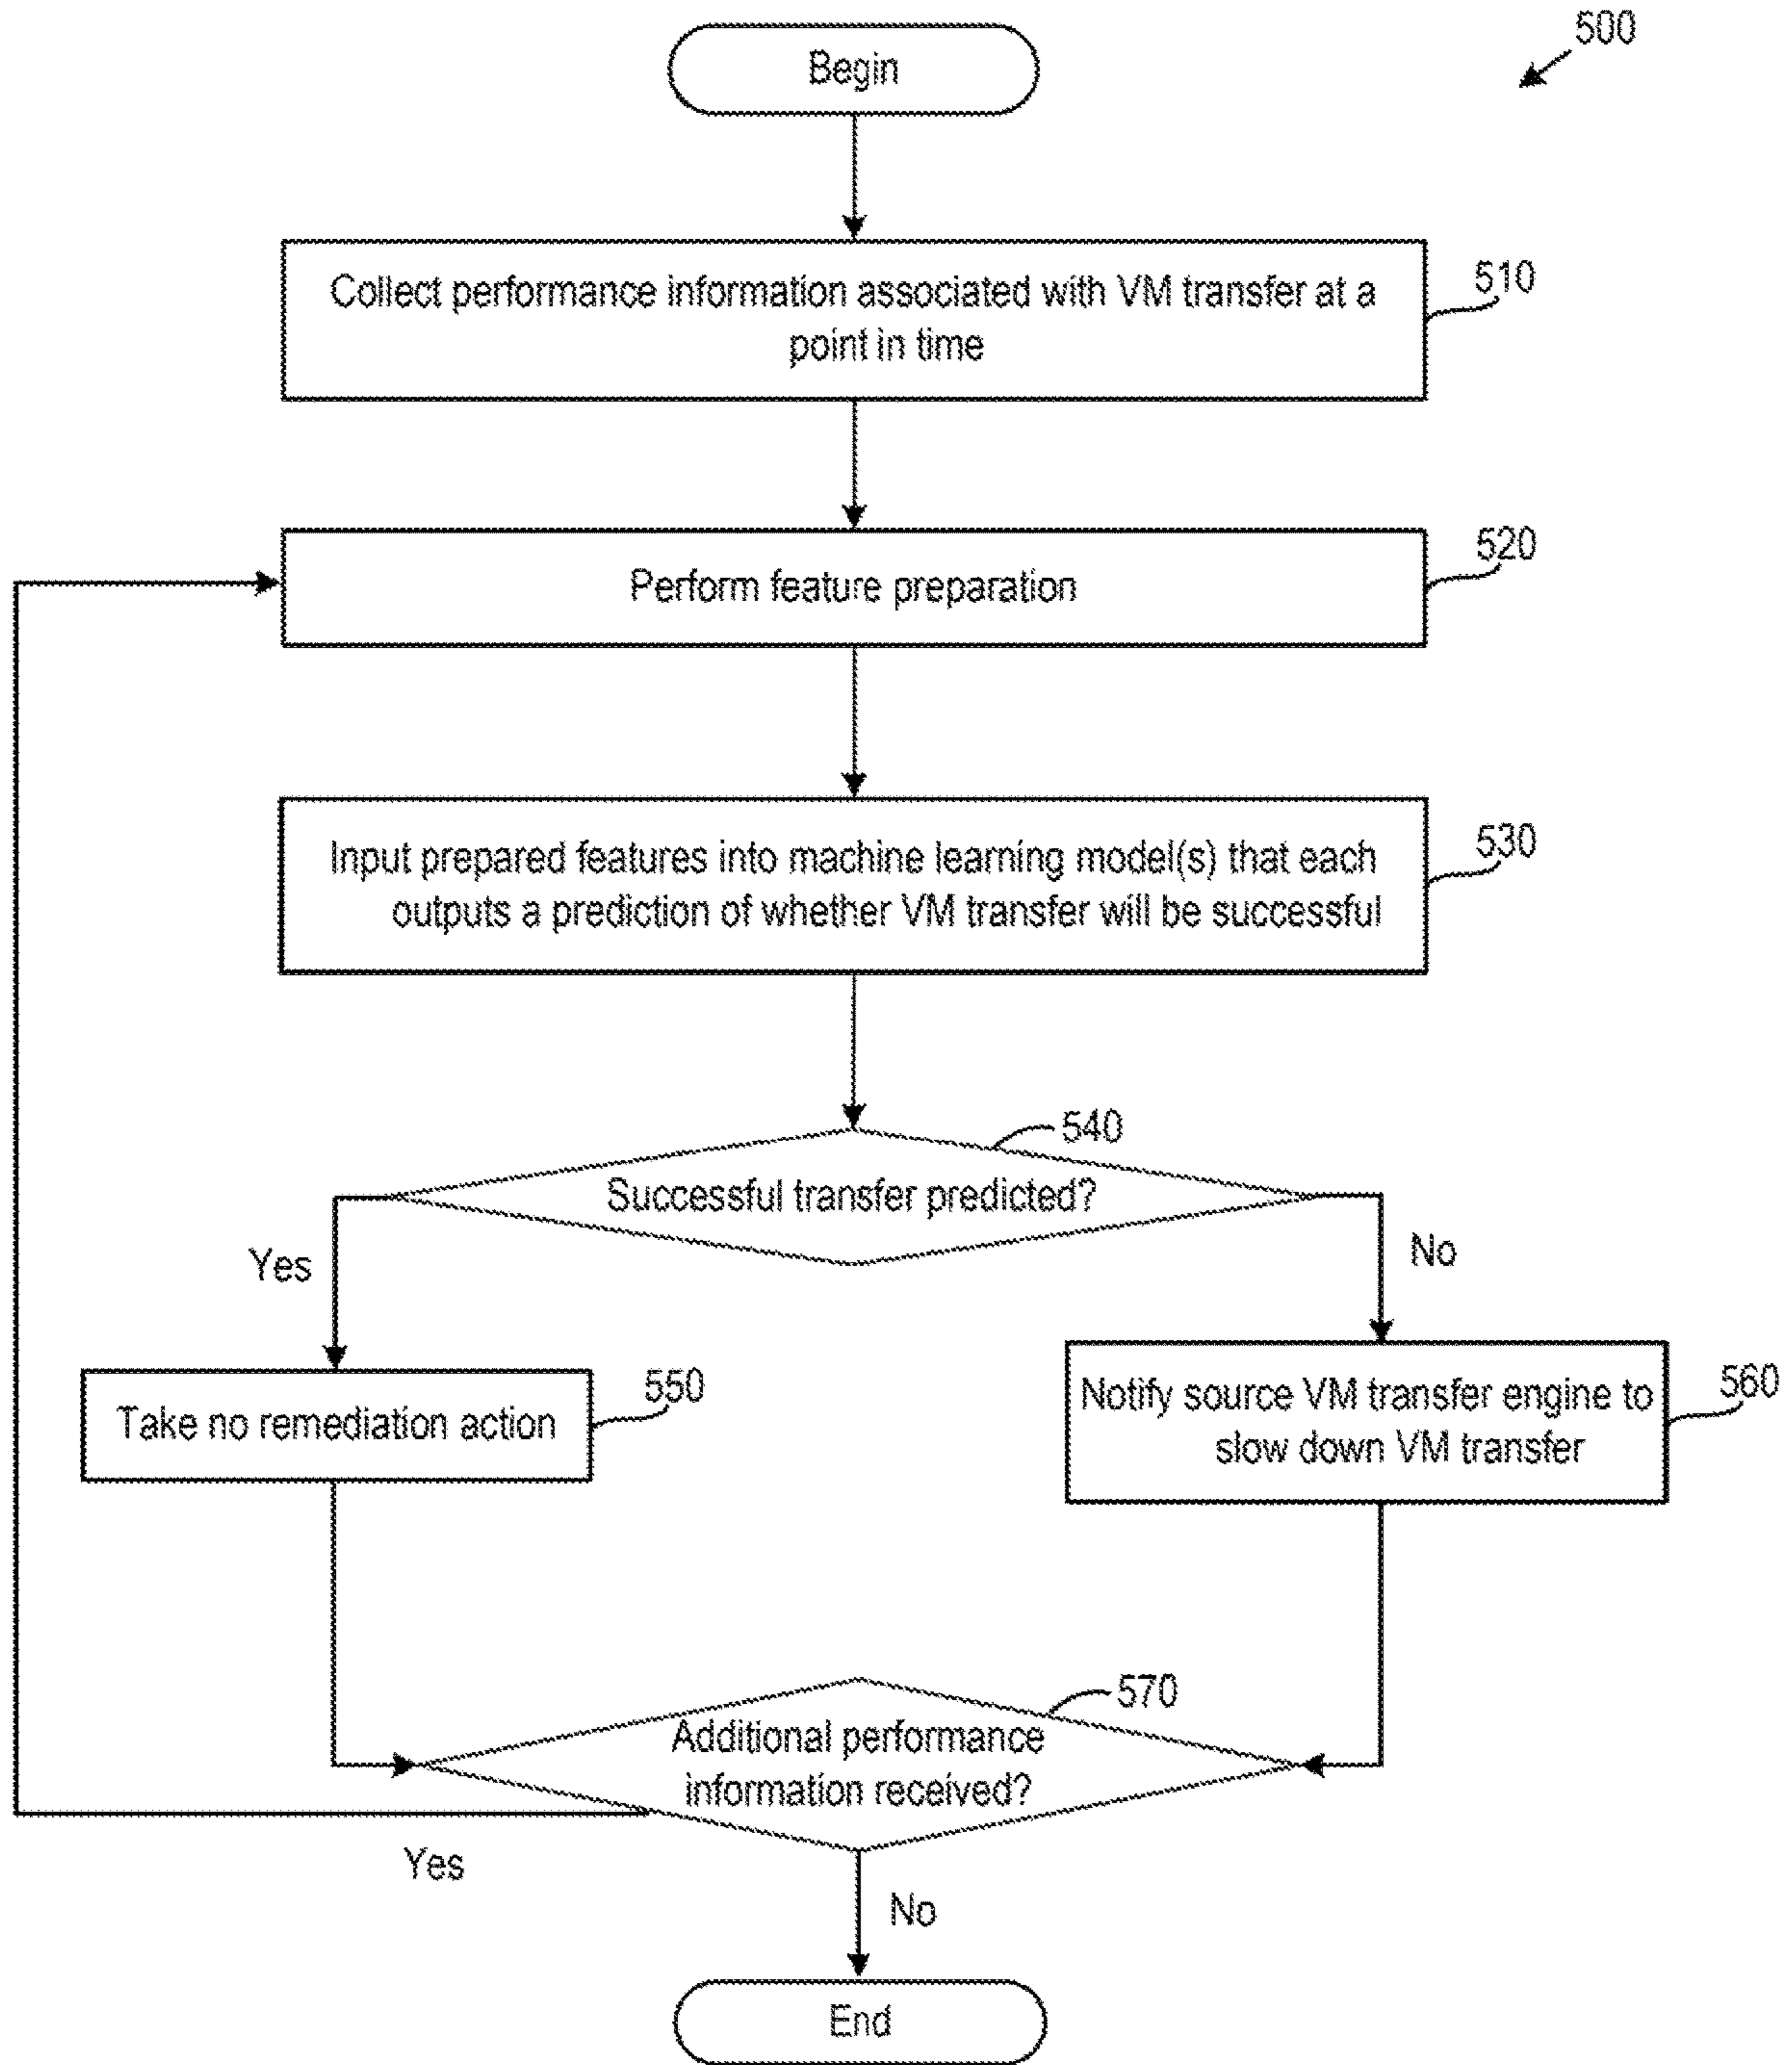 500
Begin
510
Collect performance information associated with VM transfer at a
point in time
520
Perform feature preparation
530
Input prepared features into machine learning model(s) that each
outputs a prediction of whether VM transfer will be successful
540
Successful transfer predicted?
Yes
No
550
Take no remediation action
560
Notify source VM transfer engine to
slow down VM transfer
570
Additional performance
information received?
Yes
No
End